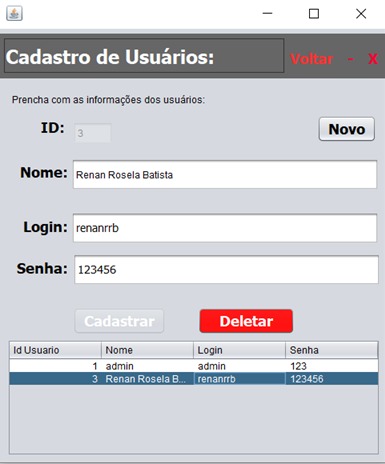 Cadastro de Usuários: Voltar - X
Prencha com as informações dos usuários:
ID: 3 Novo
Nome: Renan Rosela Batista
Login: renanrrb
Senha: 123456
Cadastrar Deletar
Id Usuario Nome Login Senha
1 admin admin 123
3 Renan Rosela B... renanrrb 123456